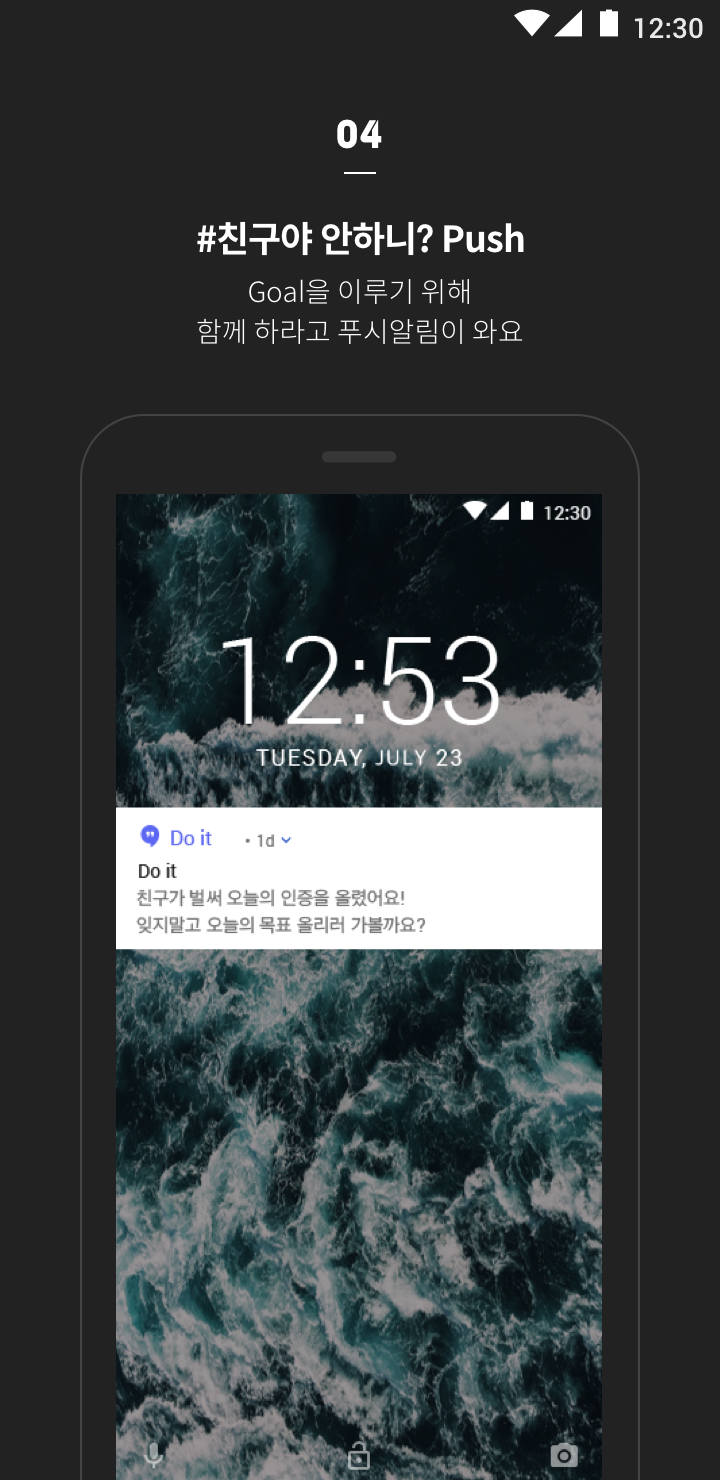 12:30
04
#친구야 안하니? Push
Goal을 이루기 위해
함께 하라고 푸시알림이 와요
12:30
12:53
TUESDAY, JULY 23
Do it • 1d
Do it
친구가 벌써 오늘의 인증을 올렸어요!
잊지말고 오늘의 목표 올리러 가볼까요?